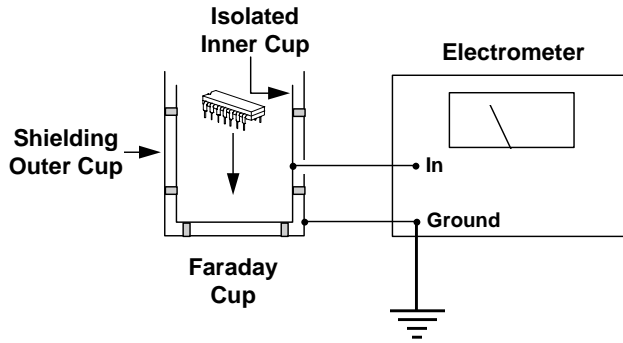 Isolated
Inner Cup
Electrometer
Shielding
Outer Cup
In
Ground
Faraday
Cup